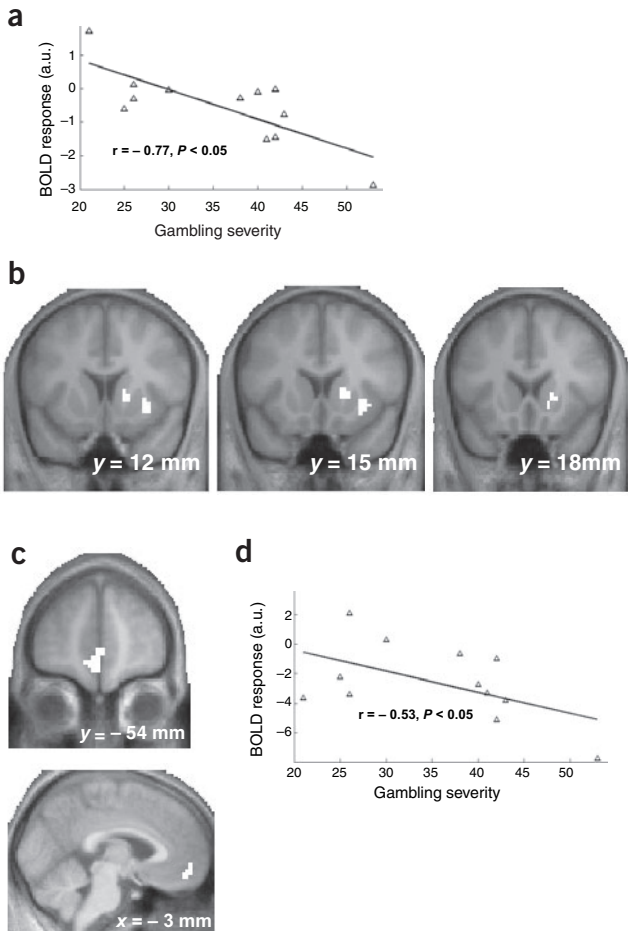 a
BOLD response (a.u.)
1
0
–1
–2
–3
r = – 0.77, P < 0.05
20 25 30 35 40 45 50
Gambling severity
b
y = 12 mm
y = 15 mm
y = 18mm
c
y = – 54 mm
x = – 3 mm
d
BOLD response (a.u.)
2
0
–2
–4
–6
r = – 0.53, P < 0.05
20 25 30 35 40 45 50
Gambling severity